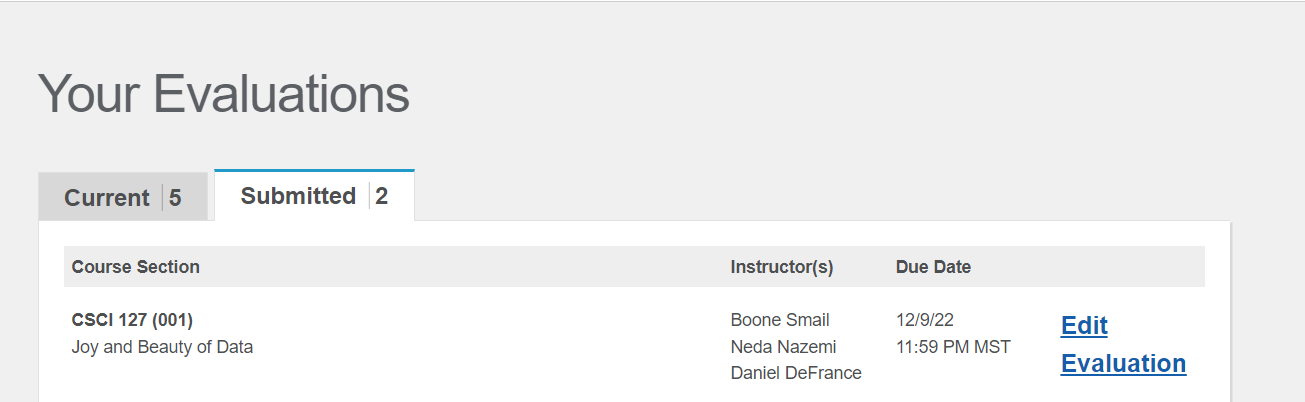 Your Evaluations
Current 5 Submitted 2
Course Section Instructor(s) Due Date
CSCI 127 (001) Boone Smail 12/9/22 Edit
Joy and Beauty of Data Neda Nazemi 11:59 PM MST Evaluation
Daniel DeFrance